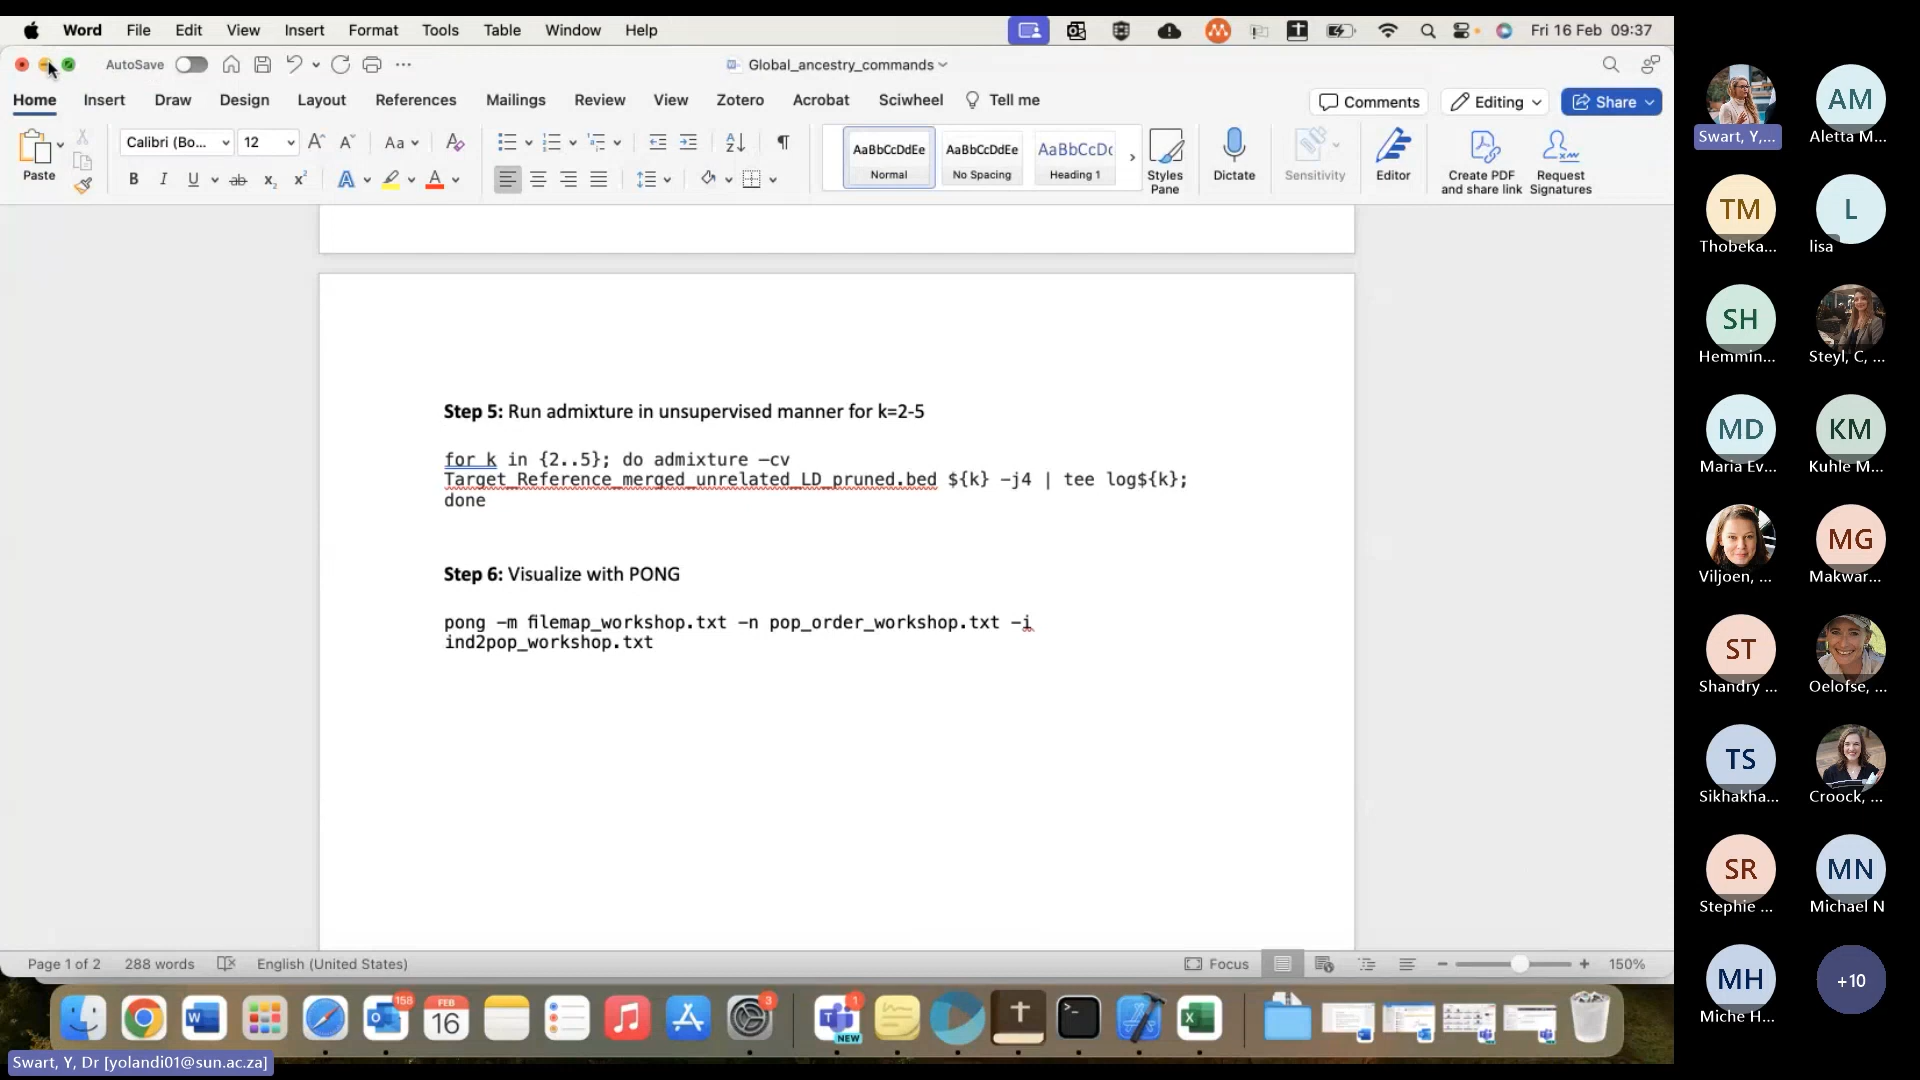 Word File Edit View Insert Format Tools Table Window Help Fri 16 Feb 09:37
AutoSave Global_ancestry_commands
Home Insert Draw Design Layout References Mailings Review View Zotero Acrobat Sciwheel Tell me Comments Editing Share
Paste Calibri (Bo... 12 Aa AaBbCcDdEe Normal AaBbCcDdEe No Spacing AaBbCcDc Heading 1 Styles Pane Dictate Sensitivity Editor Create PDF and share link Request Signatures
Step 5: Run admixture in unsupervised manner for k=2-5
for k in {2..5}; do admixture –cv
Target_Reference_merged_unrelated_LD_pruned.bed ${k} –j4 | tee log${k};
done
Step 6: Visualize with PONG
pong –m filemap_workshop.txt –n pop_order_workshop.txt –i
ind2pop_workshop.txt
Page 1 of 2 288 words English (United States) Focus 150%
158 FEB 16 3 1 NEW
Swart, Y, Dr [yolandi01@sun.ac.za]
Swart, Y,...
AM
Aletta M...
TM
Thobeka...
L
lisa
SH
Hemmin...
Steyl, C, ...
MD
Maria Ev...
KM
Kuhle M...
Viljoen, ...
MG
Makwar...
ST
Shandry ...
Oelofse, ...
TS
Sikhakha...
Croock, ...
SR
Stephie ...
MN
Michael N
MH
Miche H...
+10